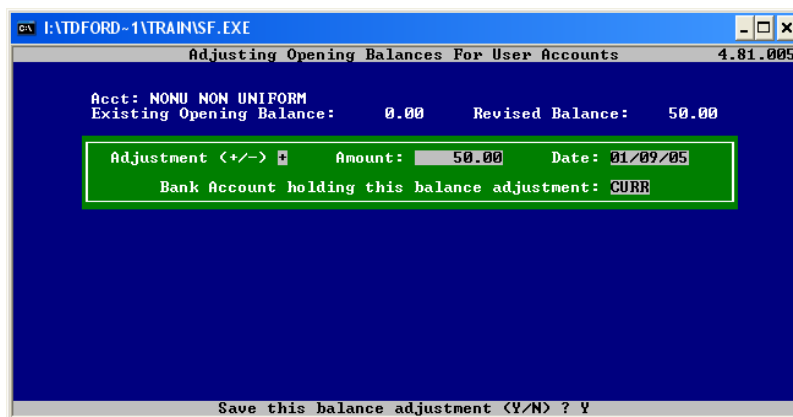 I:\TDFORD~1\TRAIN\SF.EXE
Adjusting Opening Balances For User Accounts 4.81.005
Acct: NONU NON UNIFORM
Existing Opening Balance: 0.00 Revised Balance: 50.00
Adjustment (+/-) + Amount: 50.00 Date: 01/09/05
Bank Account holding this balance adjustment: CURR
Save this balance adjustment (Y/N) ? Y